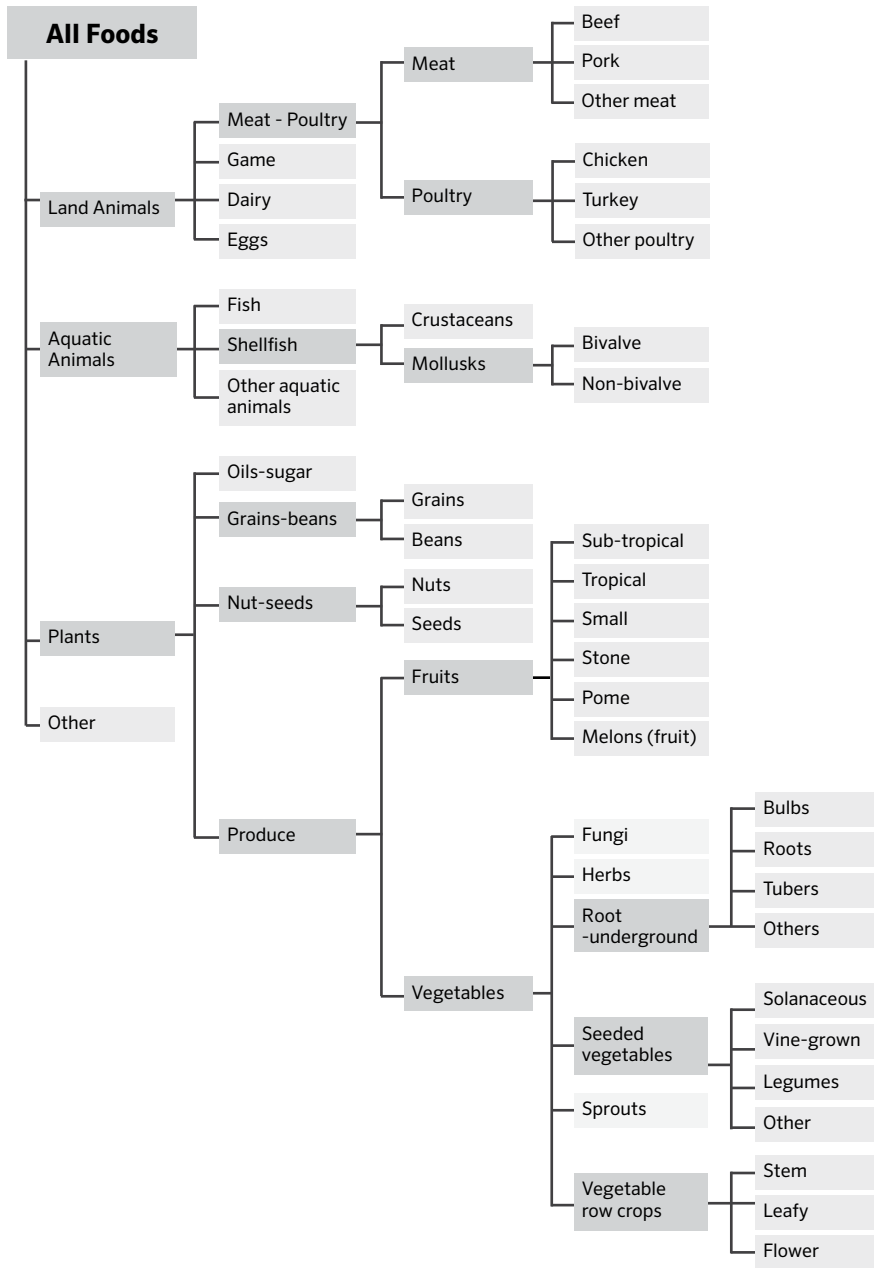 All Foods
Land Animals
Meat - Poultry
Meat
Beef
Pork
Other meat
Poultry
Chicken
Turkey
Other poultry
Game
Dairy
Eggs
Aquatic
Animals
Fish
Shellfish
Crustaceans
Mollusks
Bivalve
Non-bivalve
Other aquatic
animals
Plants
Oils-sugar
Grains-beans
Grains
Beans
Nut-seeds
Nuts
Seeds
Produce
Fruits
Sub-tropical
Tropical
Small
Stone
Pome
Melons (fruit)
Vegetables
Fungi
Herbs
Root
-underground
Bulbs
Roots
Tubers
Others
Seeded
vegetables
Solanaceous
Vine-grown
Legumes
Other
Sprouts
Vegetable
row crops
Stem
Leafy
Flower
Other